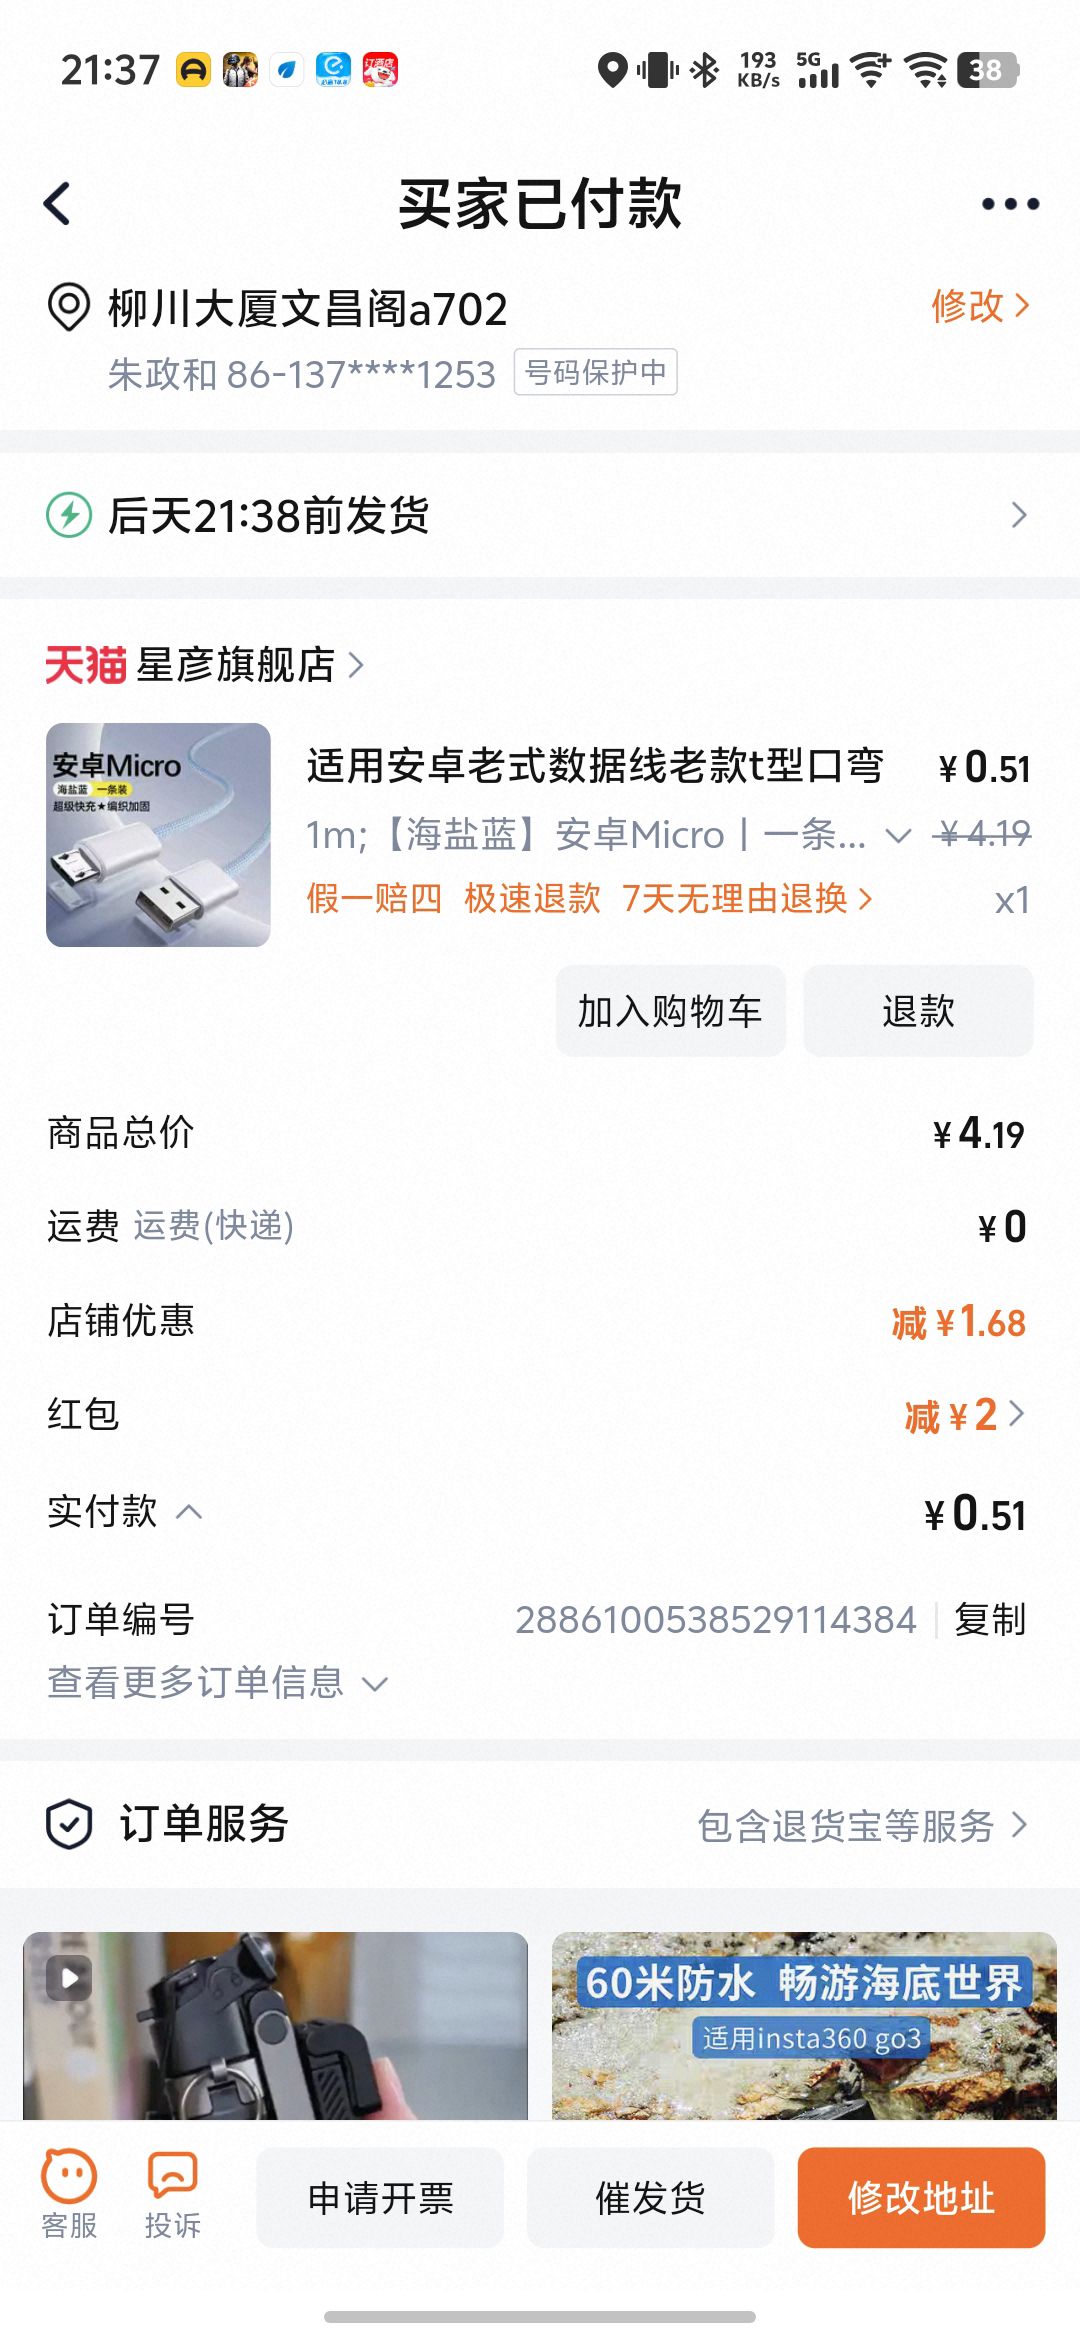 21:37
193 KB/s 5G 38
买家已付款
柳川大厦文昌阁a702
修改
朱政和 86-137****1253 号码保护中
后天21:38前发货
天猫 星彦旗舰店
安卓Micro
海盐蓝 一条装
超级快充★编织加固
适用安卓老式数据线老款t型口弯 ¥0.51
1m;【海盐蓝】安卓Micro丨一条... ¥4.19
假一赔四 极速退款 7天无理由退换 x1
加入购物车 退款
商品总价 ¥4.19
运费 运费(快递) ¥0
店铺优惠 减¥1.68
红包 减¥2
实付款 ¥0.51
订单编号 2886100538529114384 复制
查看更多订单信息
订单服务 包含退货宝等服务
60米防水 畅游海底世界
适用insta360 go3
客服 投诉 申请开票 催发货 修改地址